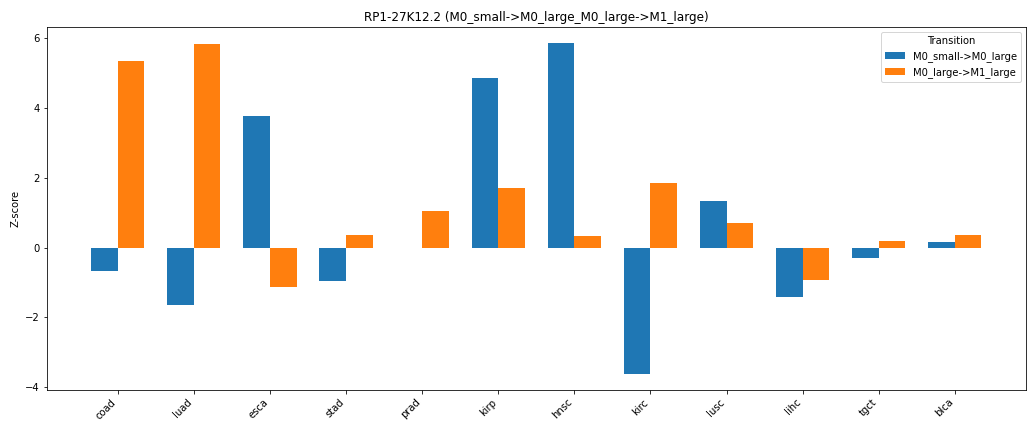 RP1-27K12.2 (M0_small->M0_large_M0_large->M1_large)
Transition
M0_small->M0_large
M0_large->M1_large
Z-score
6
4
2
0
−2
−4
coad
luad
esca
stad
prad
kirp
hnsc
kirc
lusc
lihc
tgct
blca